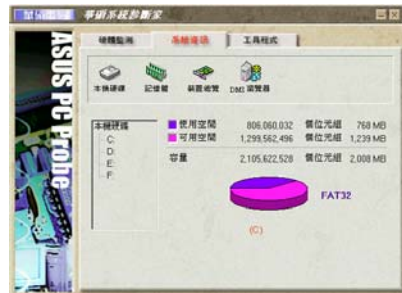 華碩系統診斷家
ASUS PC Probe
硬體監測
系統資訊
工具程式
本機硬碟
記憶體
裝置總覽
DMI 瀏覽器
本機硬碟
C:
D:
E:
F:
使用空間 806,060,032 個位元組 768 MB
可用空間 1,299,562,496 個位元組 1,239 MB
容量 2,105,622,528 個位元組 2,008 MB
FAT32
(C)